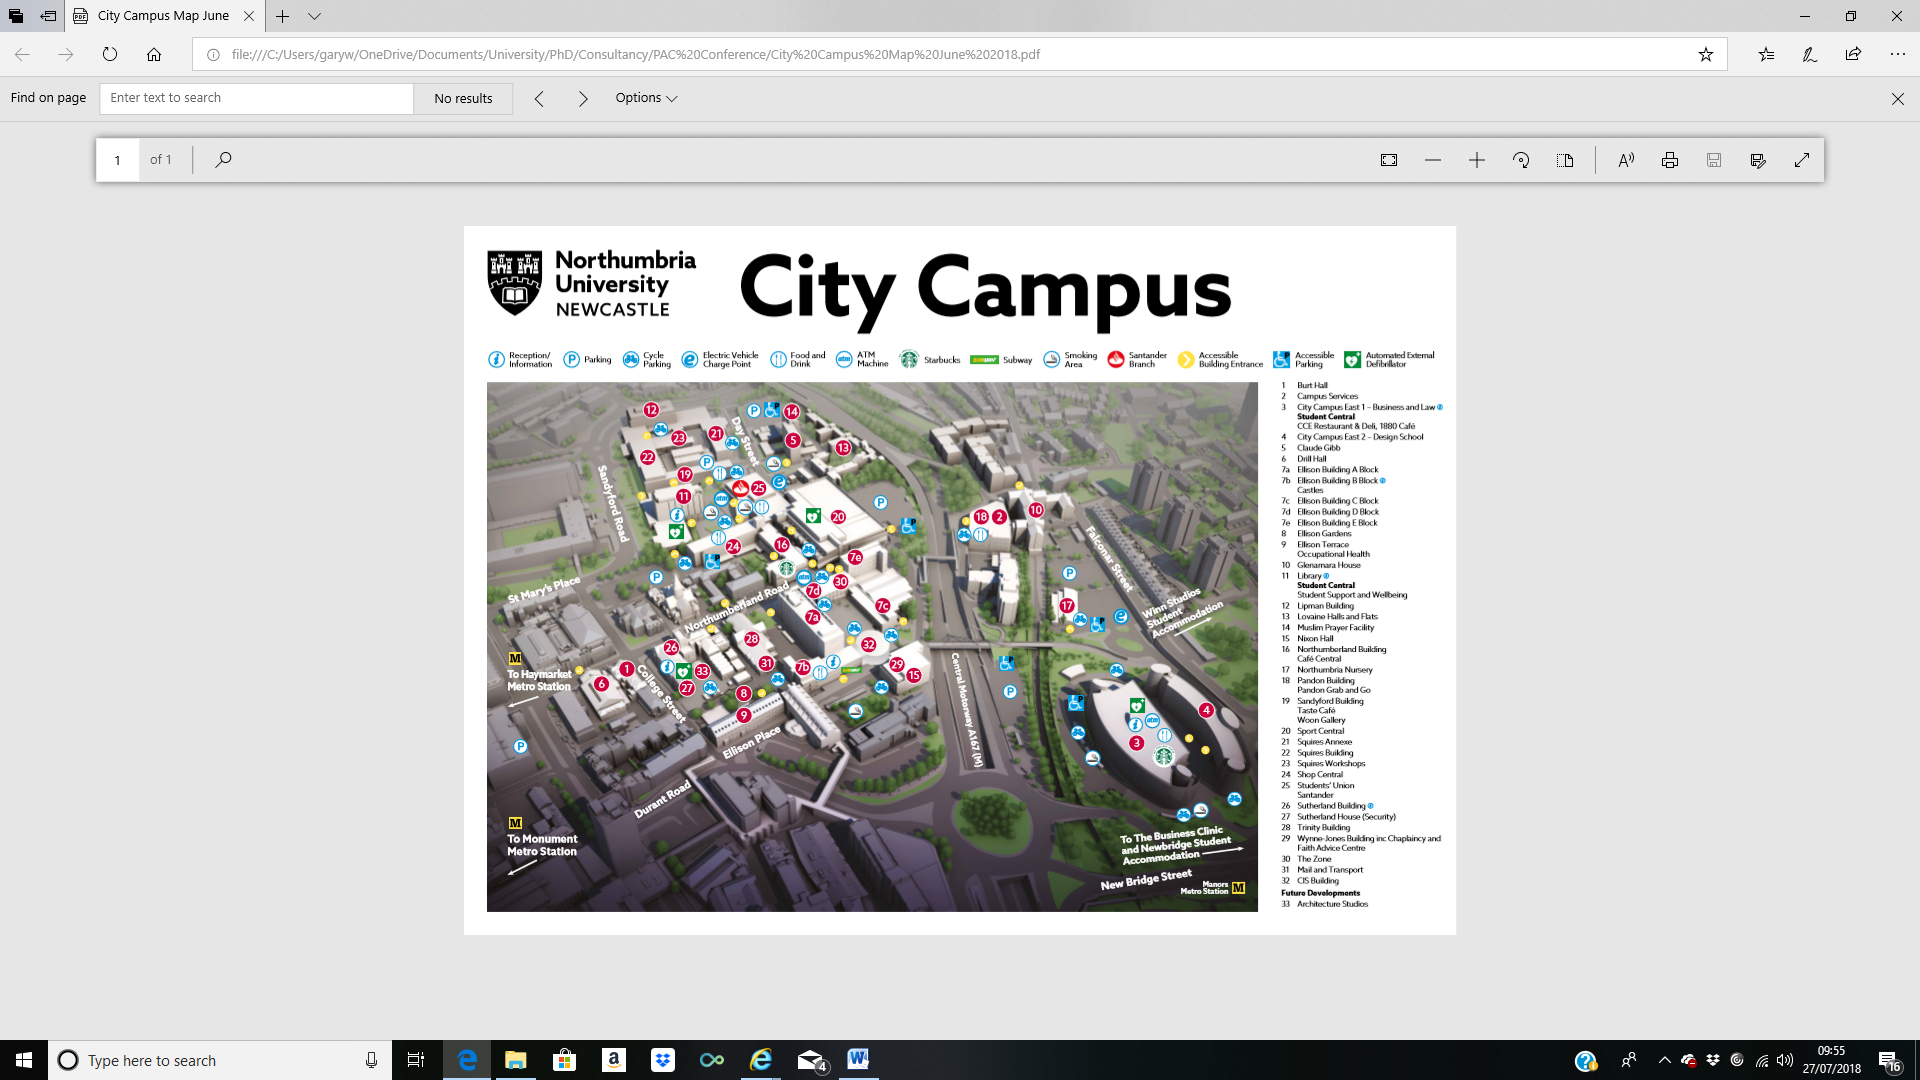 City Campus Map June
file:///C:/Users/garyw/OneDrive/Documents/University/PhD/Consultancy/PAC%20Conference/City%20Campus%20Map%20June%202018.pdf
Find on page
Enter text to search
No results
Options
1
of 1
Northumbria
University
NEWCASTLE
City Campus
Reception/
Information
Parking
Cycle
Parking
Electric Vehicle
Charge Point
Food and
Drink
ATM
Machine
Starbucks
Subway
Smoking
Area
Santander
Branch
Accessible
Building Entrance
Accessible
Parking
Automated External
Defibrillator
Day Street
Sandyford Road
St Mary's Place
Northumberland Road
Falconar Street
Winn Studios
Student
Accommodation
M
To Haymarket
Metro Station
College Street
Central Motorway A167 (M)
Ellison Place
Durant Road
M
To Monument
Metro Station
To The Business Clinic
and Newbridge Student
Accommodation
New Bridge Street
Manors
Metro Station M
1 Burt Hall
2 Campus Services
3 City Campus East 1 – Business and Law
Student Central
CCE Restaurant & Deli, 1880 Café
4 City Campus East 2 – Design School
5 Claude Gibb
6 Drill Hall
7a Ellison Building A Block
7b Ellison Building B Block
Castles
7c Ellison Building C Block
7d Ellison Building D Block
7e Ellison Building E Block
8 Ellison Gardens
9 Ellison Terrace
Occupational Health
10 Glenamara House
11 Library
Student Central
Student Support and Wellbeing
12 Lipman Building
13 Lovaine Halls and Flats
14 Muslim Prayer Facility
15 Nixon Hall
16 Northumberland Building
Café Central
17 Northumbria Nursery
18 Pandon Building
Pandon Grab and Go
19 Sandyford Building
Taste Café
Woon Gallery
20 Sport Central
21 Squires Annexe
22 Squires Building
23 Squires Workshops
24 Shop Central
25 Students' Union
Santander
26 Sutherland Building
27 Sutherland House (Security)
28 Trinity Building
29 Wynne-Jones Building inc Chaplaincy and
Faith Advice Centre
30 The Zone
31 Mail and Transport
32 CIS Building
Future Developments
33 Architecture Studios
Type here to search
4
09:55
27/07/2018
16